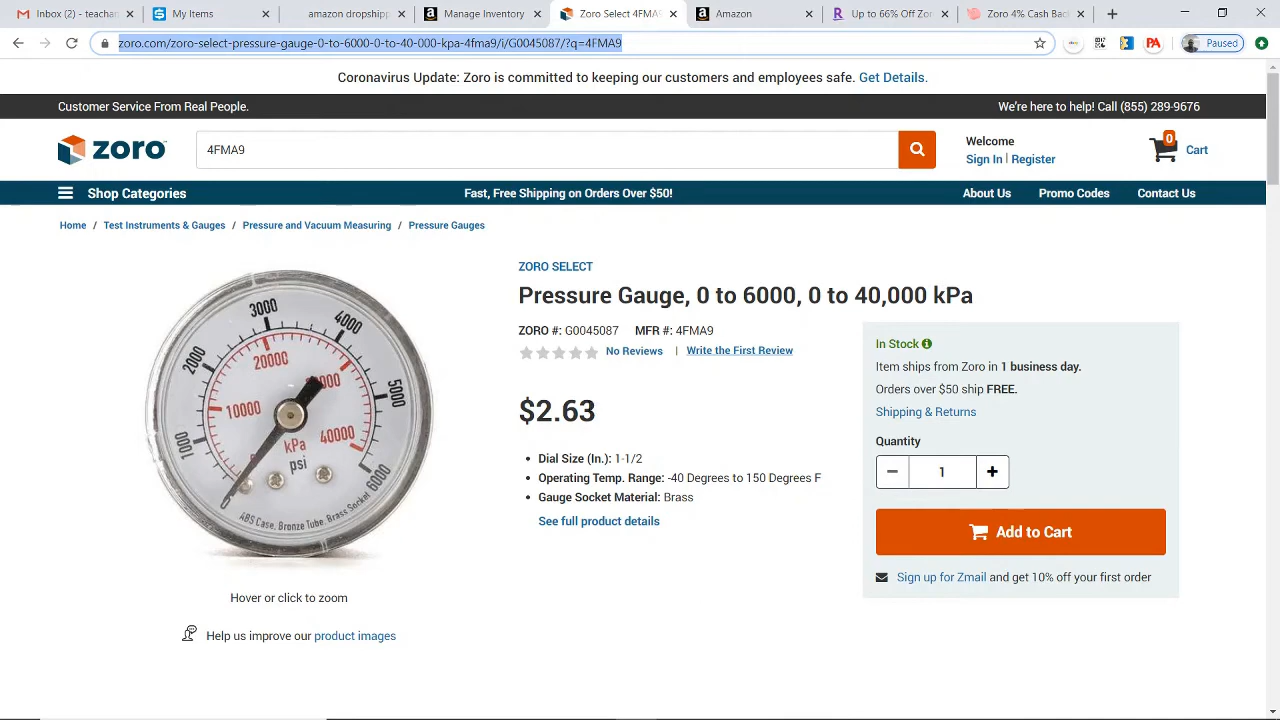 Inbox (2) - teachan
My Items
amazon dropshipp
Manage Inventory
Zoro Select 4FMA9
Amazon
Up to 66% Off Zor
Zoro 4% Cash Back
zoro.com/zoro-select-pressure-gauge-0-to-6000-0-to-40-000-kpa-4fma9/i/G0045087/?q=4FMA9
Paused
Coronavirus Update: Zoro is committed to keeping our customers and employees safe. Get Details.
Customer Service From Real People.
We're here to help! Call (855) 289-9676
zoro
4FMA9
Welcome
Sign In | Register
0
Cart
Shop Categories
Fast, Free Shipping on Orders Over $50!
About Us
Promo Codes
Contact Us
Home / Test Instruments & Gauges / Pressure and Vacuum Measuring / Pressure Gauges
ZORO SELECT
Pressure Gauge, 0 to 6000, 0 to 40,000 kPa
ZORO #: G0045087 MFR #: 4FMA9
No Reviews | Write the First Review
$2.63
• Dial Size (In.): 1-1/2
• Operating Temp. Range: -40 Degrees to 150 Degrees F
• Gauge Socket Material: Brass
See full product details
In Stock
Item ships from Zoro in 1 business day.
Orders over $50 ship FREE.
Shipping & Returns
Quantity
1
Add to Cart
Sign up for Zmail and get 10% off your first order
3000
4000
2000
5000
1000
6000
0
20000
10000
40000
kPa
psi
ABS Case, Bronze Tube, Brass Socket
Hover or click to zoom
Help us improve our product images